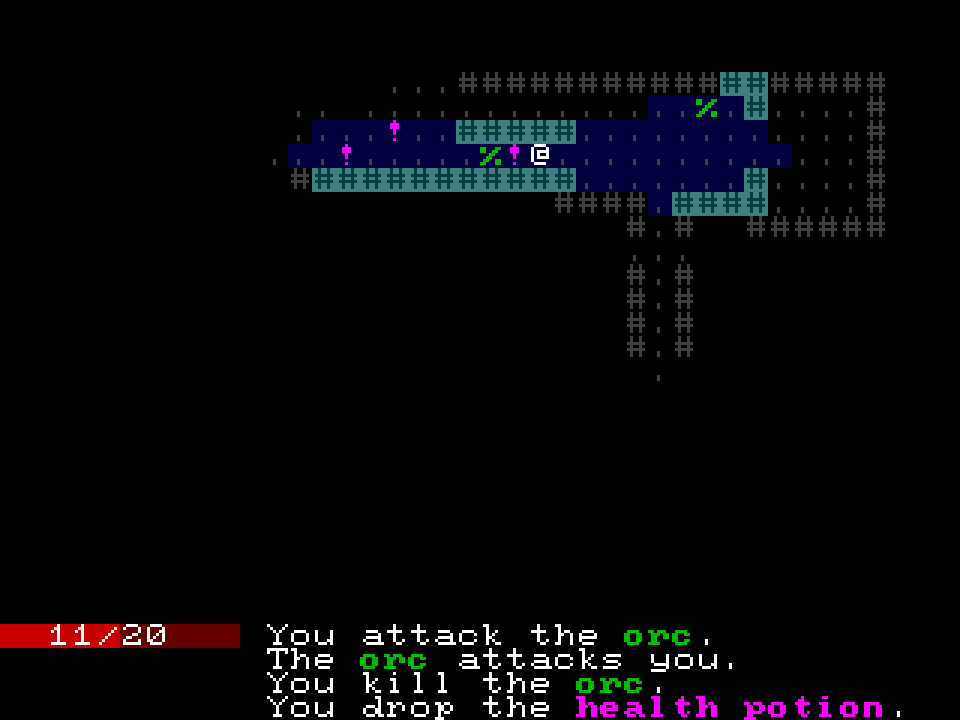 11/20
You attack the orc.
The orc attacks you.
You kill the orc.
You drop the health potion.